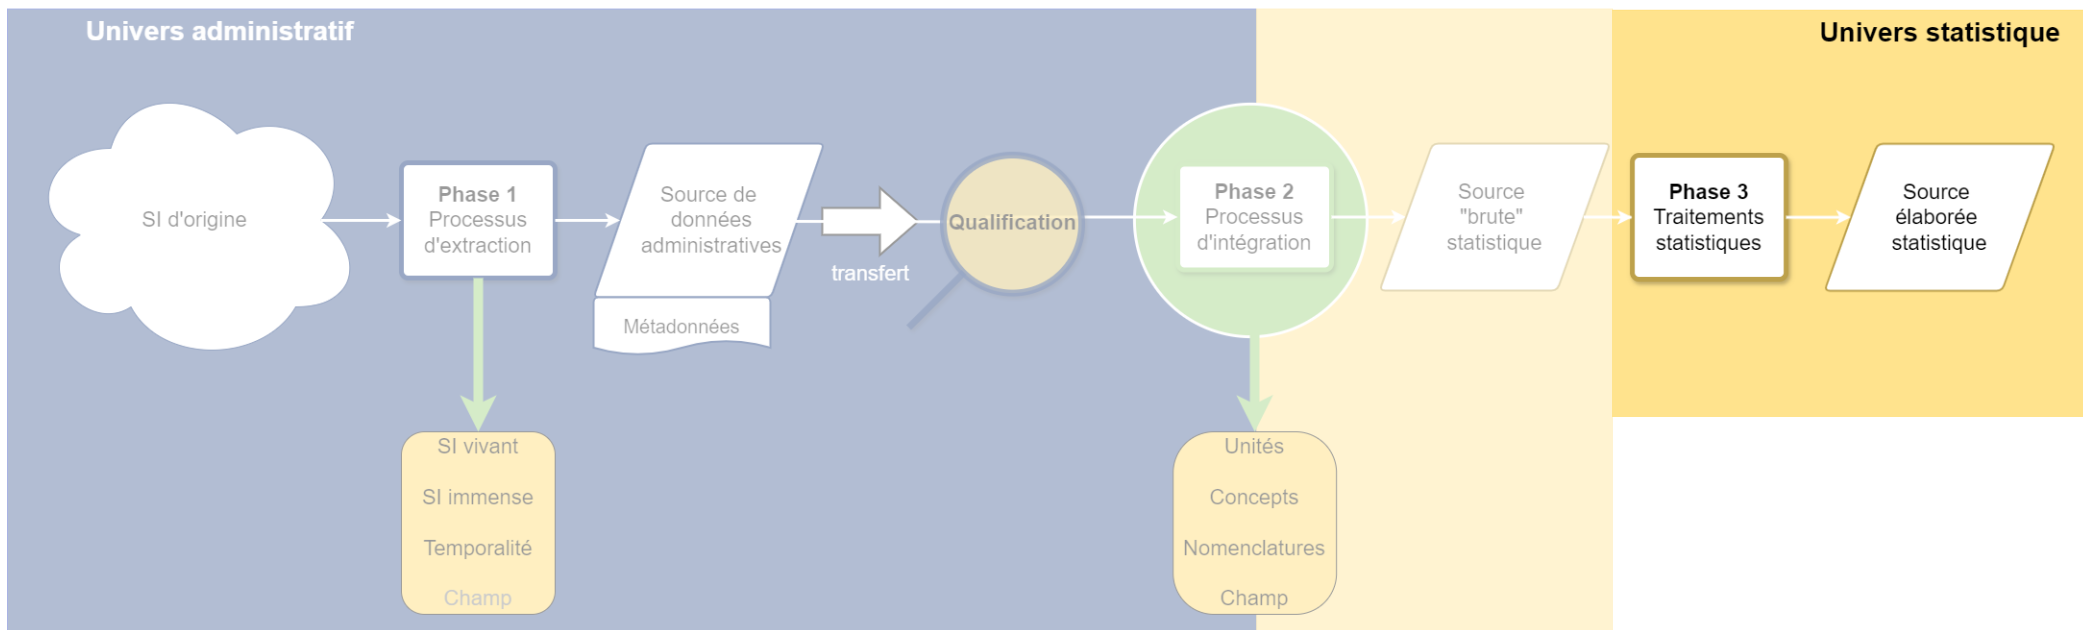 Univers administratif
Univers statistique
SI d'origine
Phase 1
Processus
d'extraction
Source de
données
administratives
Métadonnées
transfert
Qualification
Phase 2
Processus
d'intégration
Source
"brute"
statistique
Phase 3
Traitements
statistiques
Source
élaborée
statistique
SI vivant
SI immense
Temporalité
Champ
Unités
Concepts
Nomenclatures
Champ